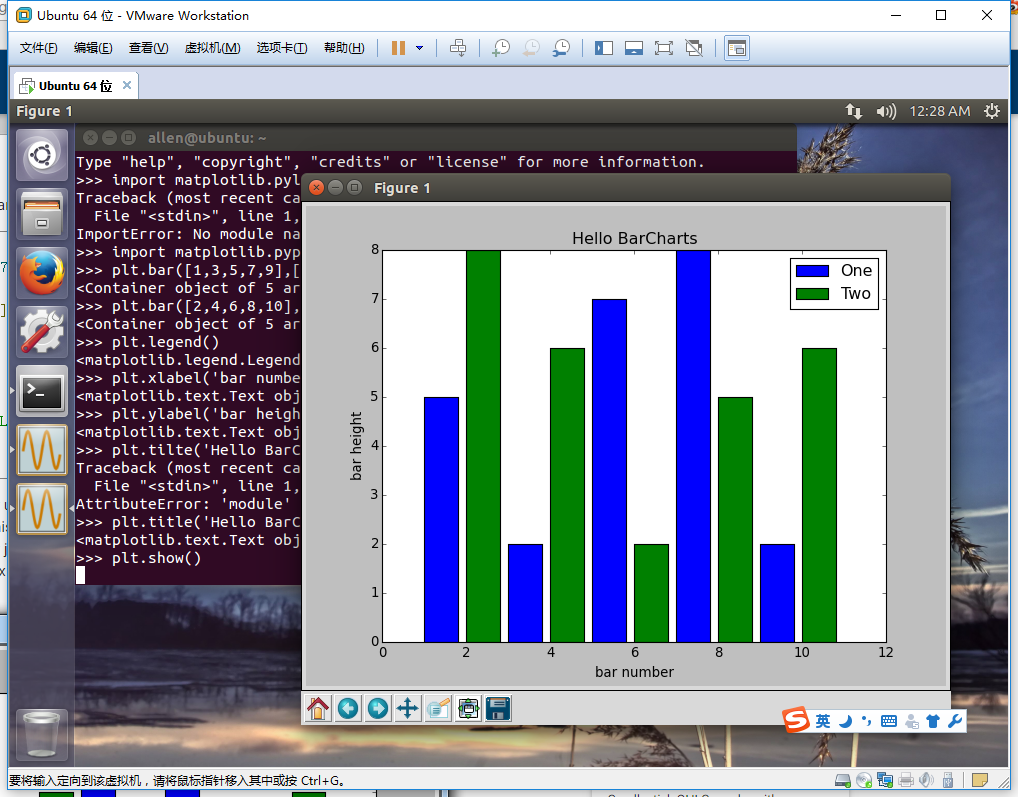 Ubuntu 64 位 - VMware Workstation
文件(F) 编辑(E) 查看(V) 虚拟机(M) 选项卡(T) 帮助(H)
Ubuntu 64 位
Figure 1
12:28 AM
allen@ubuntu: ~
Type "help", "copyright", "credits" or "license" for more information.
>>> import matplotlib.pyl
Traceback (most recent ca
File "<stdin>", line 1,
ImportError: No module na
>>> import matplotlib.pyp
>>> plt.bar([1,3,5,7,9],[
<Container object of 5 ar
>>> plt.bar([2,4,6,8,10],
<Container object of 5 ar
>>> plt.legend()
<matplotlib.legend.Legend
>>> plt.xlabel('bar numbe
<matplotlib.text.Text obj
>>> plt.ylabel('bar heigh
<matplotlib.text.Text obj
>>> plt.tilte('Hello BarC
Traceback (most recent ca
File "<stdin>", line 1,
AttributeError: 'module'
>>> plt.title('Hello BarC
<matplotlib.text.Text obj
>>> plt.show()
Figure 1
Hello BarCharts
One
Two
8
7
6
5
4
3
2
1
0
bar height
0 2 4 6 8 10 12
bar number
英
要将输入定向到该虚拟机，请将鼠标指针移入其中或按 Ctrl+G。